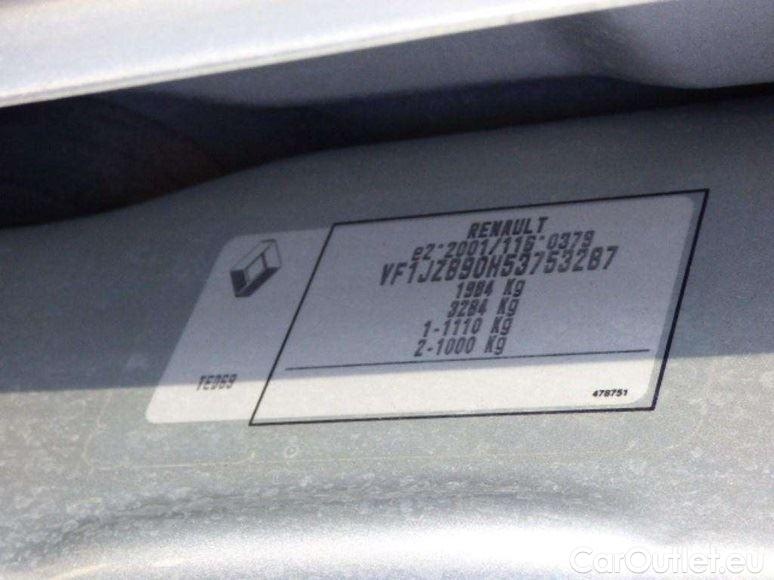 RENAULT
e2*2001/116*0379
VF1JZ890H53753287
1984 Kg
3284 Kg
1-1110 Kg
2-1000 Kg
TED69
478751
CarOutlet.eu